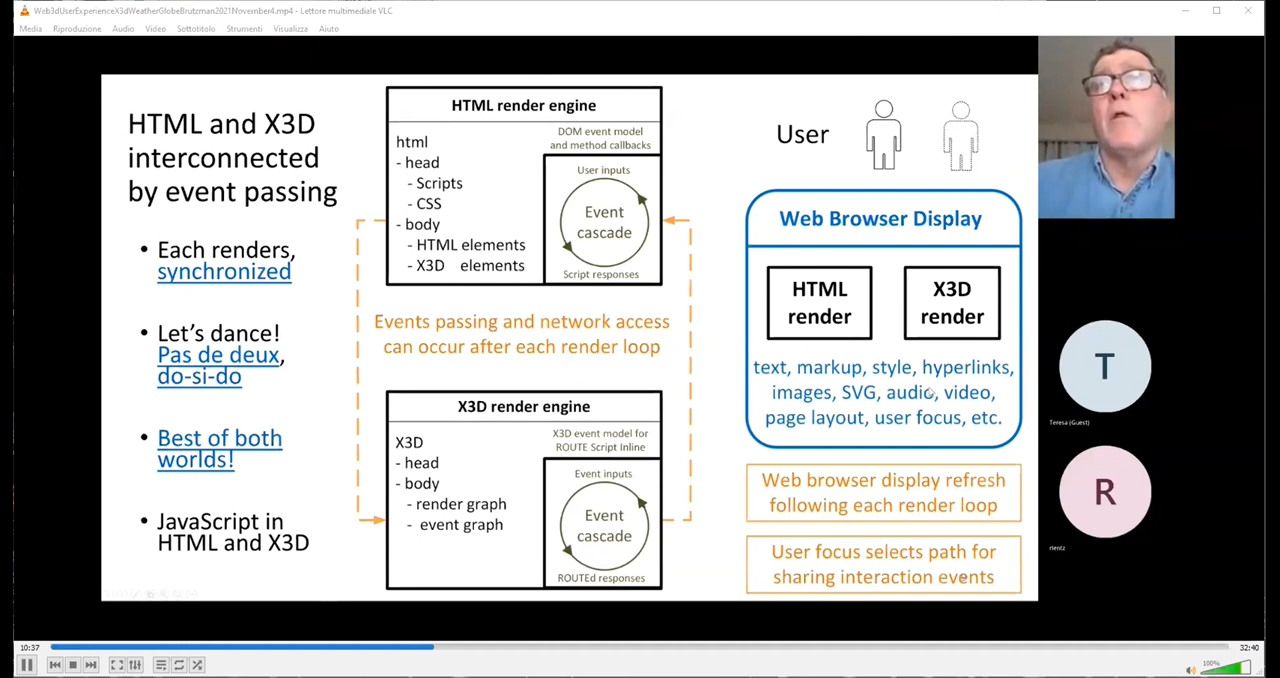 Web3dUserExperienceX3dWeatherGlobeBrutzman2021November4.mp4 - Lettore multimediale VLC
Media Riproduzione Audio Video Sottotitolo Strumenti Visualizza Aiuto
HTML and X3D
interconnected
by event passing
• Each renders,
synchronized
• Let's dance!
Pas de deux,
do-si-do
• Best of both
worlds!
• JavaScript in
HTML and X3D
HTML render engine
html
- head
- Scripts
- CSS
- body
- HTML elements
- X3D elements
DOM event model
and method callbacks
User inputs
Event
cascade
Script responses
Events passing and network access
can occur after each render loop
X3D render engine
X3D
- head
- body
- render graph
- event graph
X3D event model for
ROUTE Script Inline
Event inputs
Event
cascade
ROUTEd responses
User
Web Browser Display
HTML
render
X3D
render
text, markup, style, hyperlinks,
images, SVG, audio, video,
page layout, user focus, etc.
Web browser display refresh
following each render loop
User focus selects path for
sharing interaction events
T
Teresa (Guest)
R
rlentz
10:37
32:40
100%